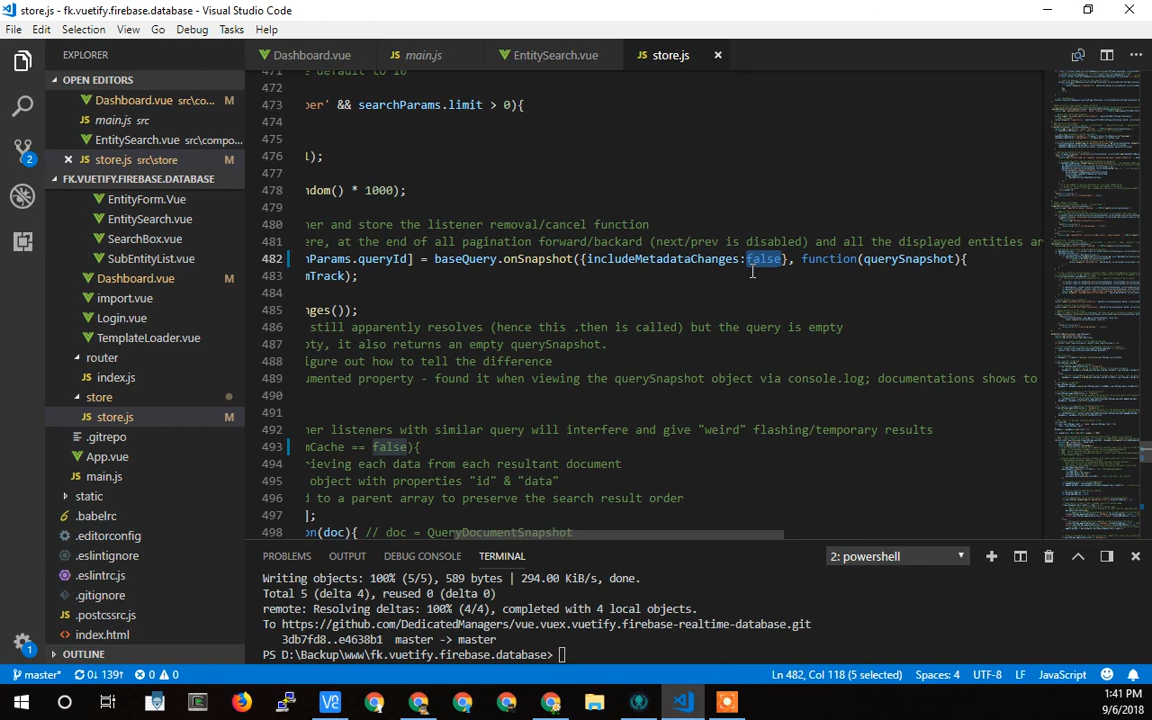 store.js - fk.vuetify.firebase.database - Visual Studio Code
File Edit Selection View Go Debug Tasks Help
EXPLORER
Dashboard.vue main.js EntitySearch.vue store.js
OPEN EDITORS
Dashboard.vue src\co... M
main.js src
EntitySearch.vue src\compo...
store.js src\store M
FK.VUETIFY.FIREBASE.DATABASE
EntityForm.Vue
EntitySearch.vue
SearchBox.vue
SubEntityList.vue
Dashboard.vue M
import.vue
Login.vue
TemplateLoader.vue
router
index.js
store
store.js M
.gitrepo
App.vue
main.js
static
.babelrc
.editorconfig
.eslintignore
.eslintrc.js
.gitignore
.postcssrc.js
index.html
OUTLINE
2
1
471 e default to 10
472
473 per' && searchParams.limit > 0){
474
475
476 l);
477
478 ndom() * 1000);
479
480 ner and store the listener removal/cancel function
481 ere, at the end of all pagination forward/backard (next/prev is disabled) and all the displayed entities ar
482 hParams.queryId] = baseQuery.onSnapshot({includeMetadataChanges:false}, function(querySnapshot){
483 mTrack);
484
485 nges());
486 still apparently resolves (hence this .then is called) but the query is empty
487 pty, it also returns an empty querySnapshot.
488 igure out how to tell the difference
489 umented property - found it when viewing the querySnapshot object via console.log; documentations shows to
490
491
492 her listeners with similar query will interfere and give "weird" flashing/temporary results
493 mCache == false){
494 rieving each data from each resultant document
495 object with properties "id" & "data"
496 d to a parent array to preserve the search result order
497 ];
498 on(doc){ // doc = QueryDocumentSnapshot
PROBLEMS OUTPUT DEBUG CONSOLE TERMINAL 2: powershell
Writing objects: 100% (5/5), 589 bytes | 294.00 KiB/s, done.
Total 5 (delta 4), reused 0 (delta 0)
remote: Resolving deltas: 100% (4/4), completed with 4 local objects.
To https://github.com/DedicatedManagers/vue.vuex.vuetify.firebase-realtime-database.git
3db7fd8..e4638b1 master -> master
PS D:\Backup\www\fk.vuetify.firebase.database>
master* 0↓ 139↑ 0 0 Ln 482, Col 118 (5 selected) Spaces: 4 UTF-8 LF JavaScript
1:41 PM
9/6/2018